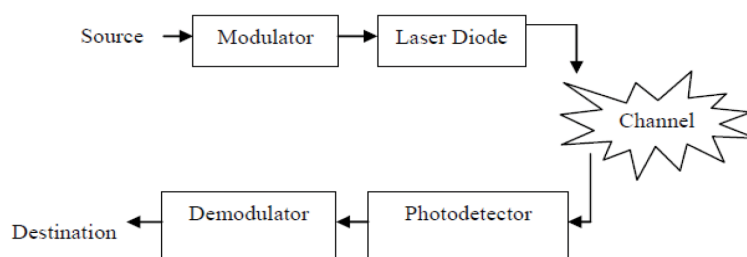 Source
Modulator
Laser Diode
Channel
Photodetector
Demodulator
Destination